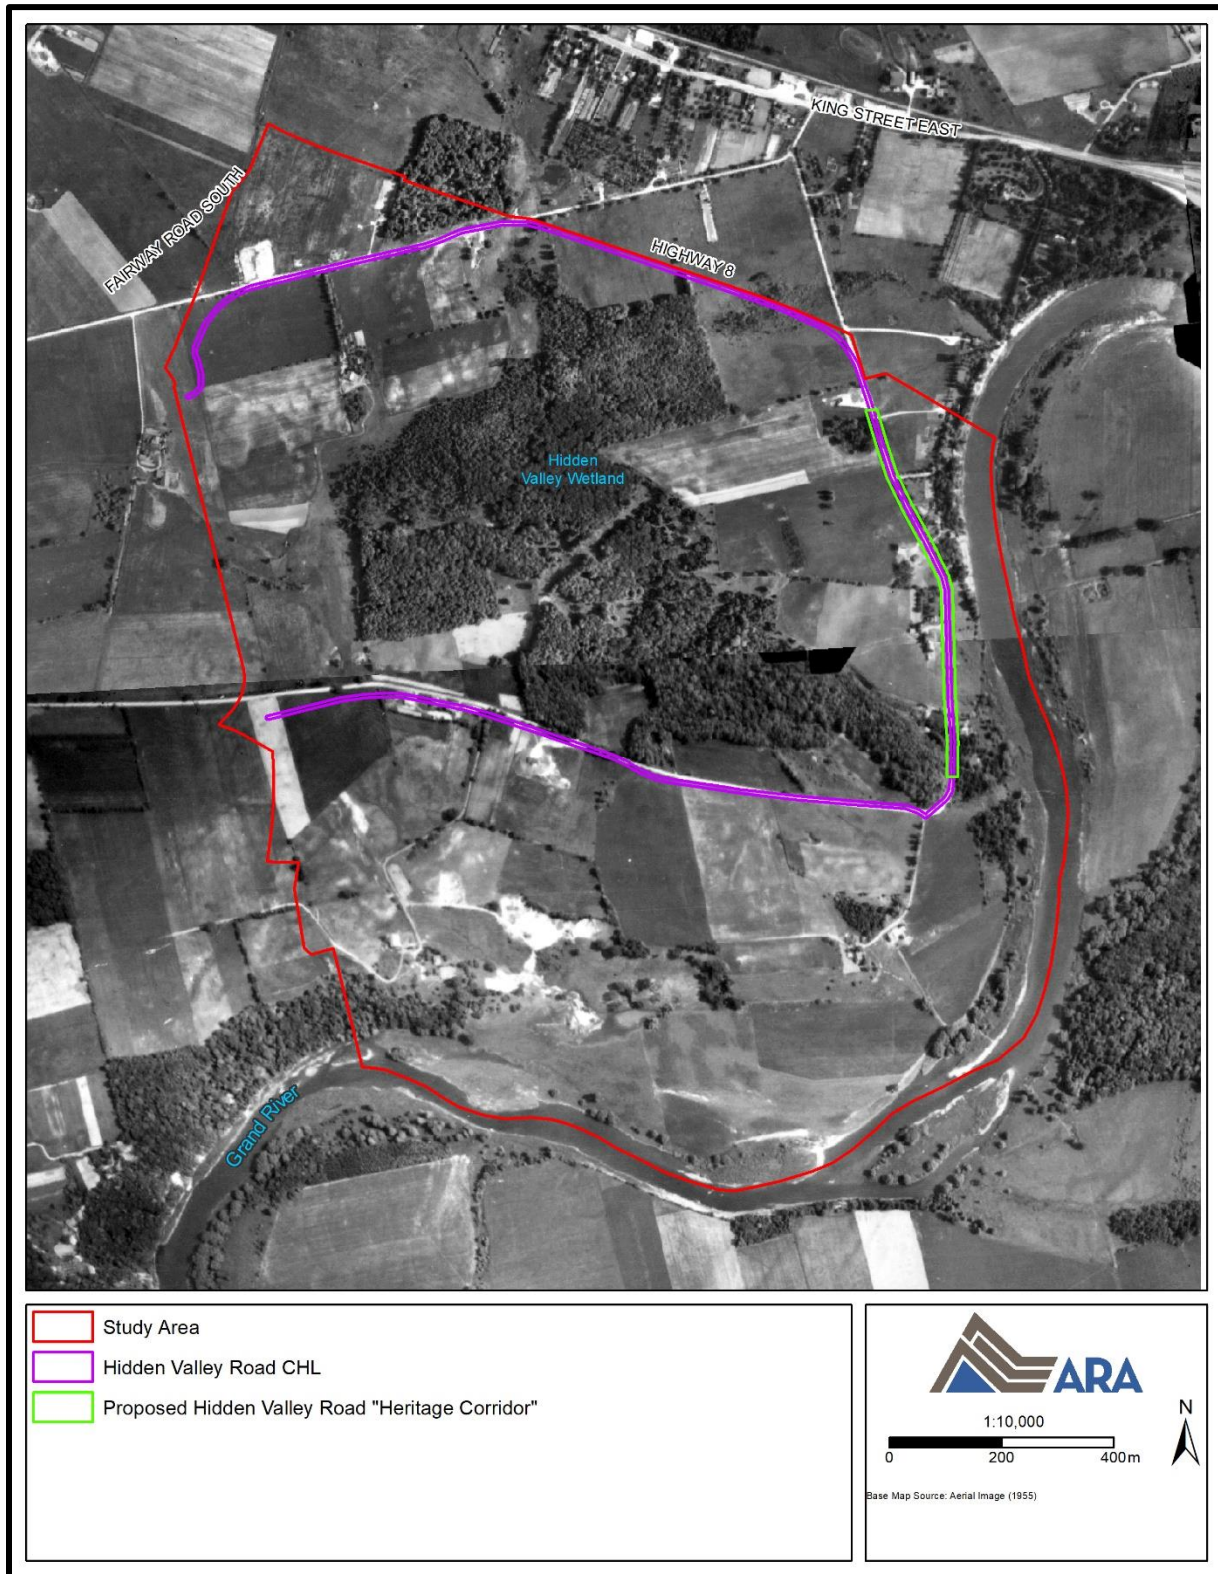 KING STREET EAST
FAIRWAY ROAD SOUTH
HIGHWAY 8
Hidden
Valley Wetland
Grand River
Study Area
Hidden Valley Road CHL
Proposed Hidden Valley Road "Heritage Corridor"
ARA
N
1:10,000
0 200 400m
Base Map Source: Aerial Image (1955)